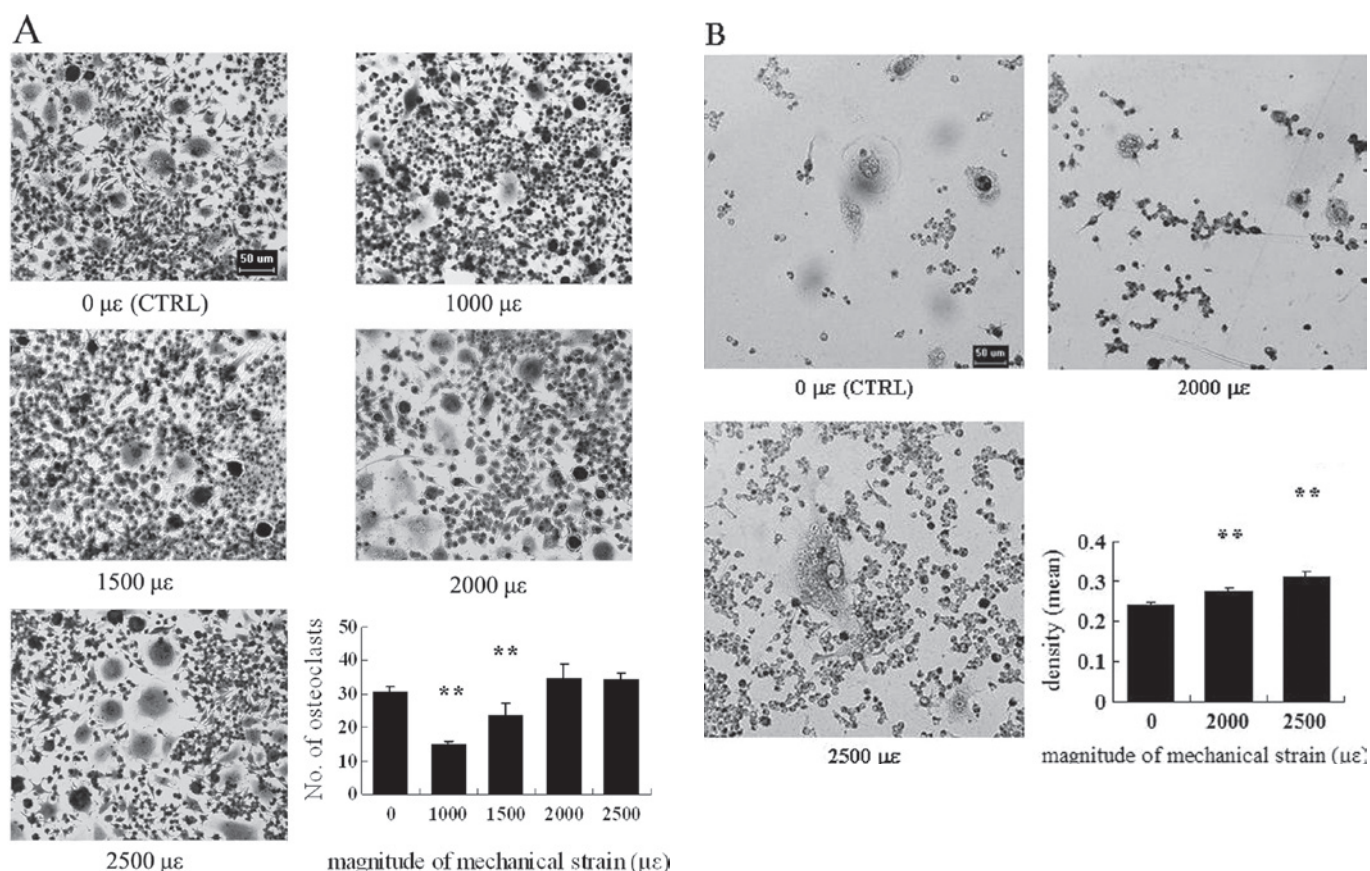 A
50 um
0 µε (CTRL)
1000 µε
1500 µε
2000 µε
2500 µε
No. of osteoclasts
50
40
30
20
10
0
**
**
0 1000 1500 2000 2500
magnitude of mechanical strain (µε)
B
50 um
0 µε (CTRL)
2000 µε
2500 µε
density (mean)
0.4
0.3
0.2
0.1
0
**
**
0 2000 2500
magnitude of mechanical strain (µε)